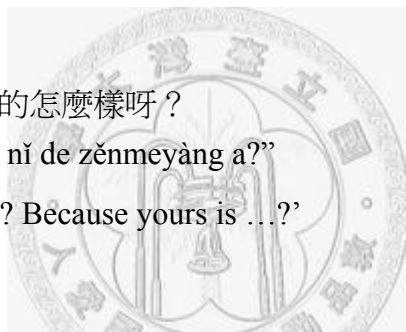 的怎麼樣呀？
nǐ de zěnmeyàng a?”
? Because yours is …?’